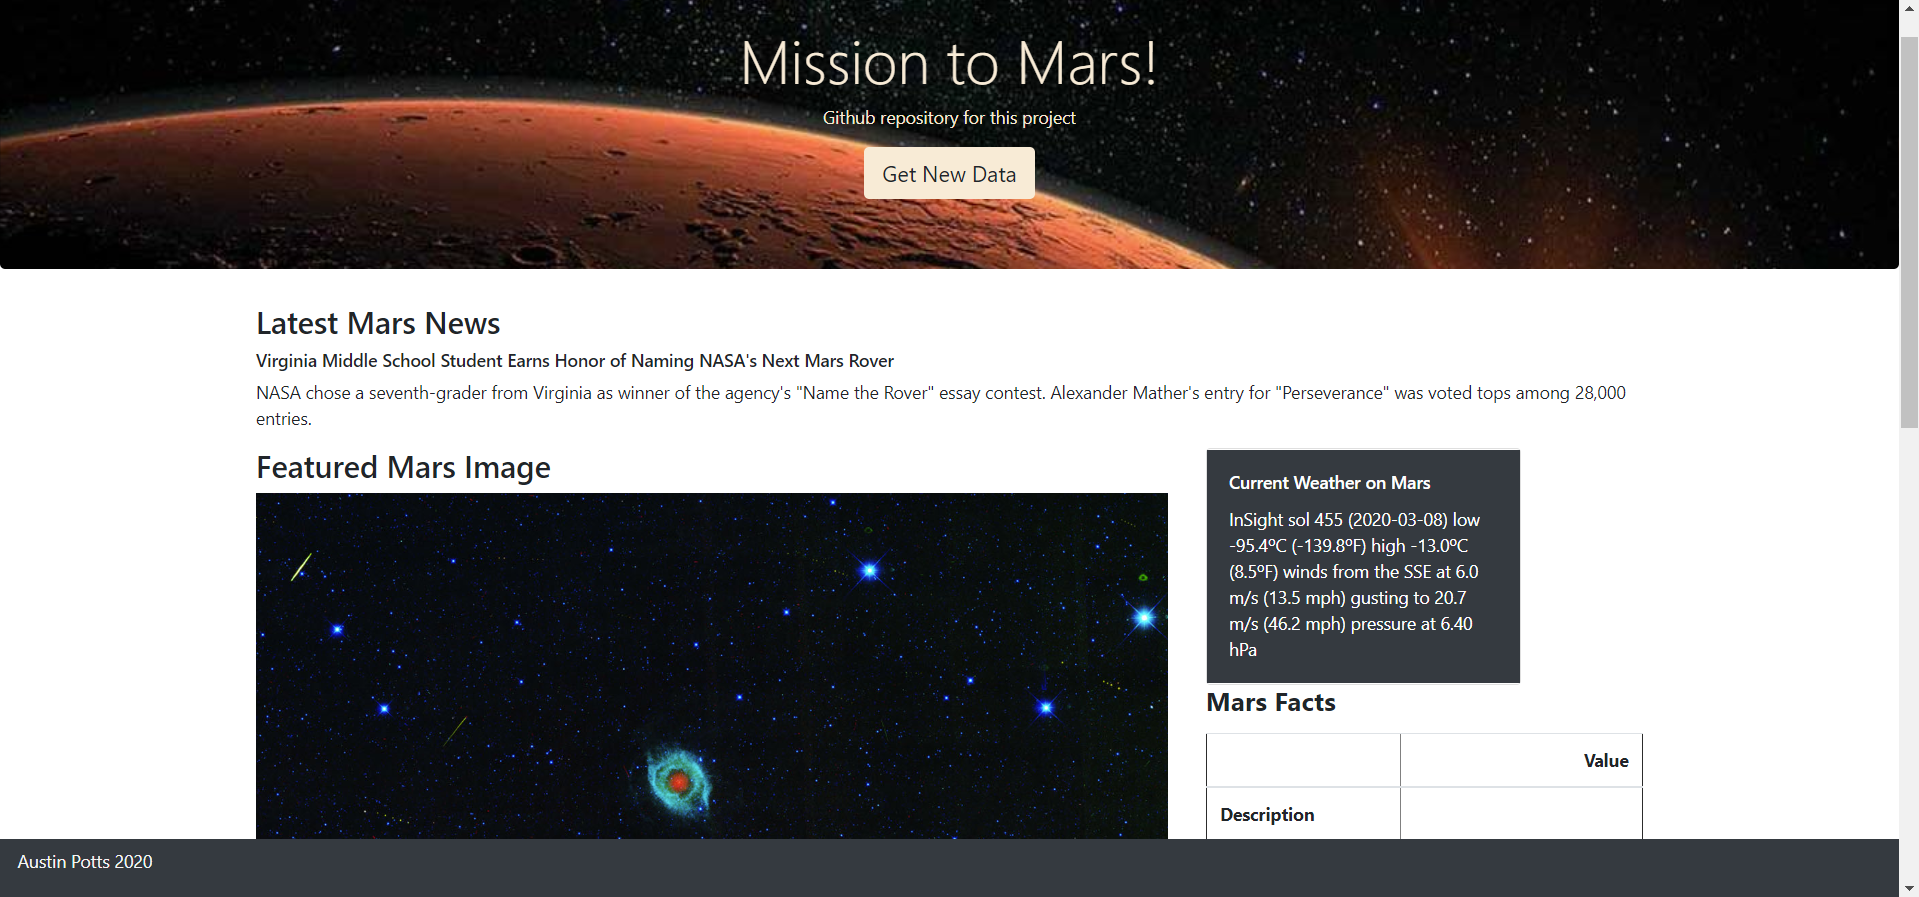 Mission to Mars!
Github repository for this project
Get New Data
Latest Mars News
Virginia Middle School Student Earns Honor of Naming NASA's Next Mars Rover
NASA chose a seventh-grader from Virginia as winner of the agency's "Name the Rover" essay contest. Alexander Mather's entry for "Perseverance" was voted tops among 28,000
entries.
Featured Mars Image
Current Weather on Mars
InSight sol 455 (2020-03-08) low
-95.4ºC (-139.8ºF) high -13.0ºC
(8.5ºF) winds from the SSE at 6.0
m/s (13.5 mph) gusting to 20.7
m/s (46.2 mph) pressure at 6.40
hPa
Mars Facts
Value
Description
Austin Potts 2020